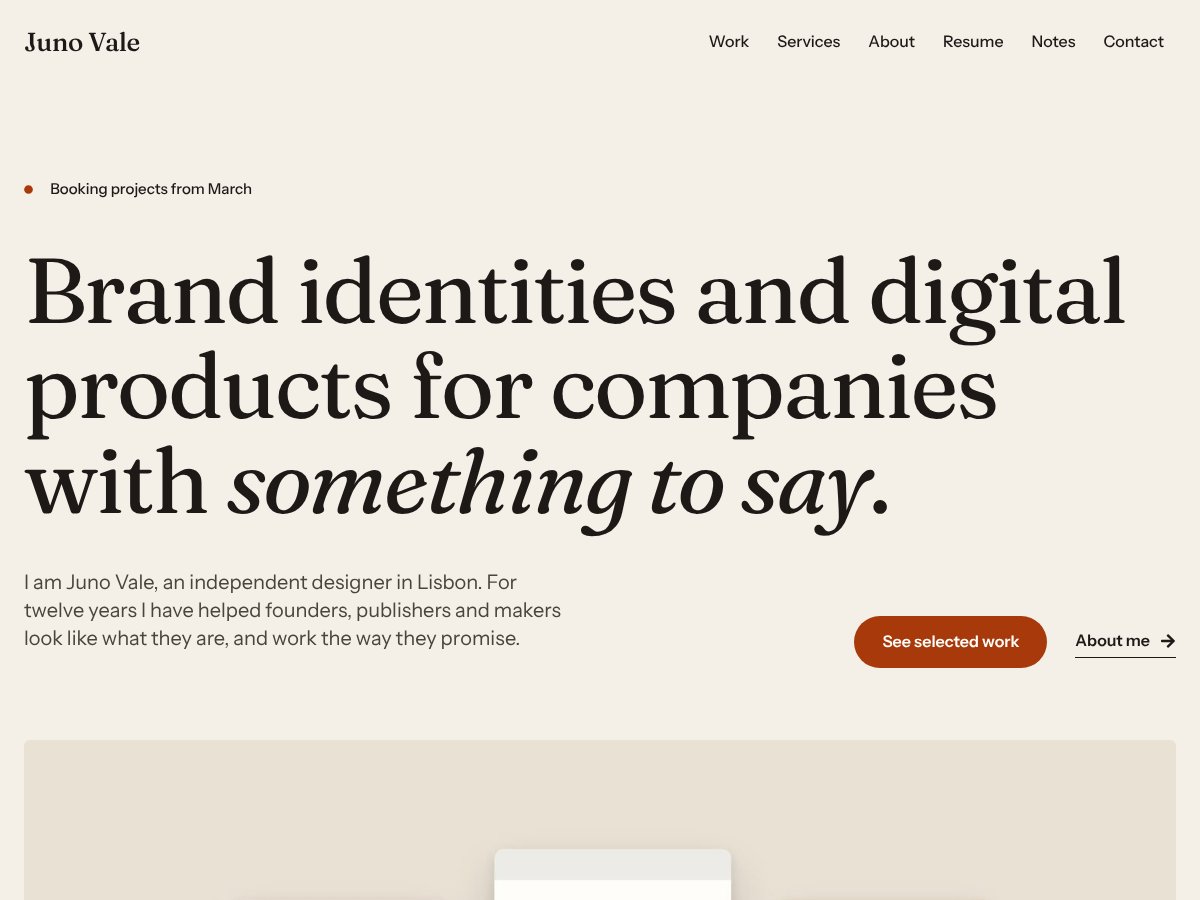 Juno Vale
Work Services About Resume Notes Contact
Booking projects from March
Brand identities and digital
products for companies
with something to say.
I am Juno Vale, an independent designer in Lisbon. For
twelve years I have helped founders, publishers and makers
look like what they are, and work the way they promise.
See selected work
About me